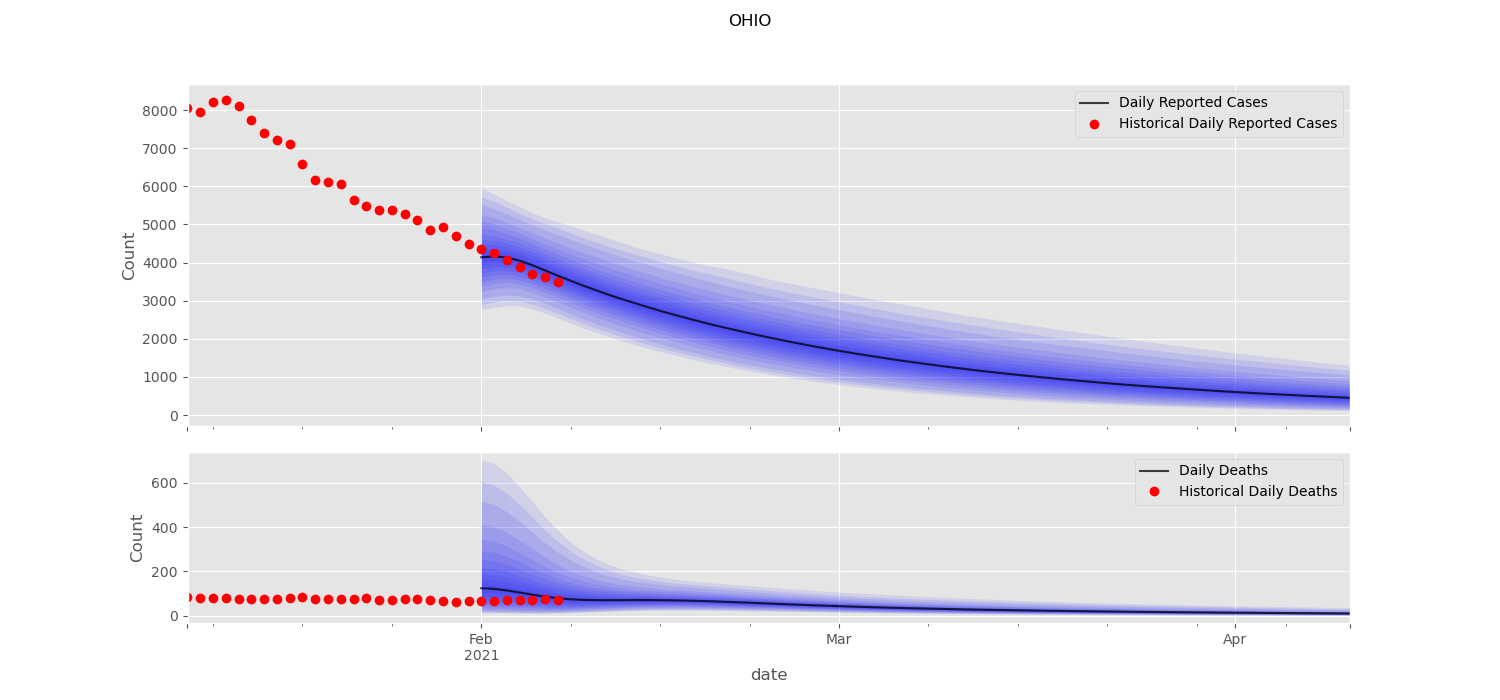 OHIO
8000
7000
6000
5000
4000
3000
2000
1000
0
Count
Daily Reported Cases
Historical Daily Reported Cases
600
400
200
0
Count
Daily Deaths
Historical Daily Deaths
Feb
2021
Mar
Apr
date